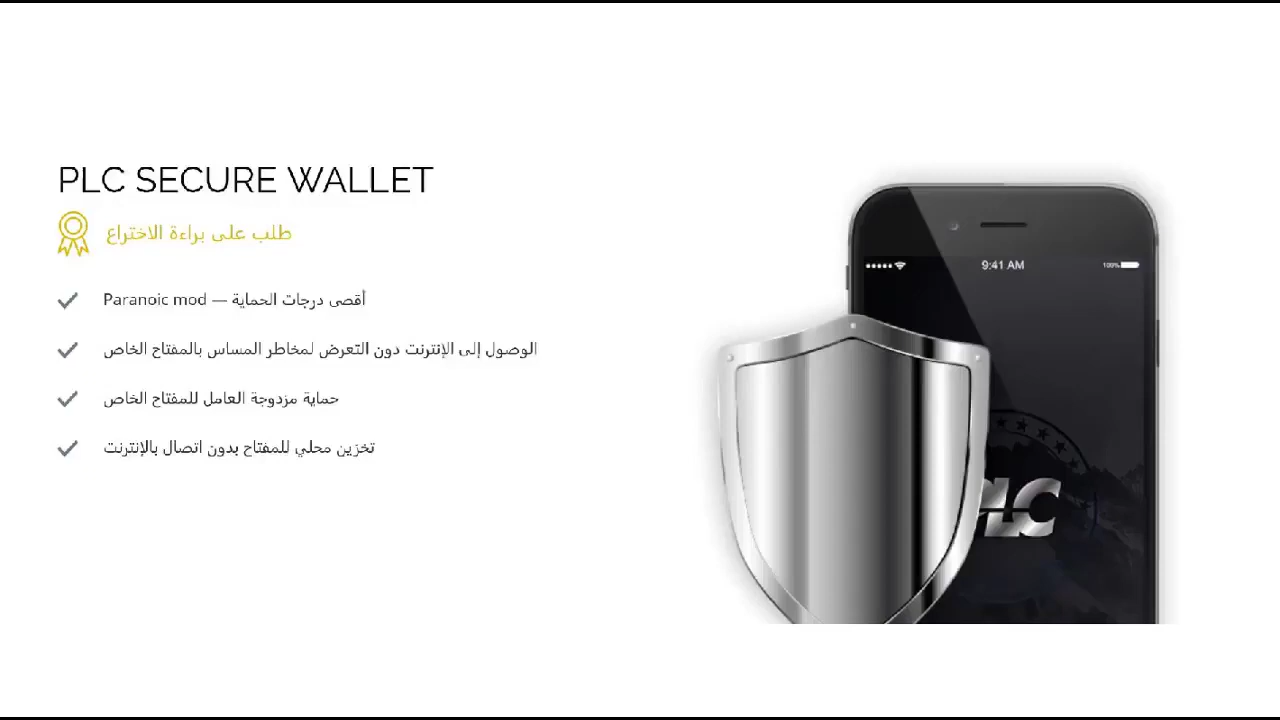 PLC SECURE WALLET
طلب على براءة الاختراع
Paranoic mod — أقصى درجات الحماية
الوصول إلى الإنترنت دون التعرض لمخاطر المساس بالمفتاح الخاص
حماية مزدوجة العامل للمفتاح الخاص
تخزين محلي للمفتاح بدون اتصال بالإنترنت
9:41 AM
100%
PLC